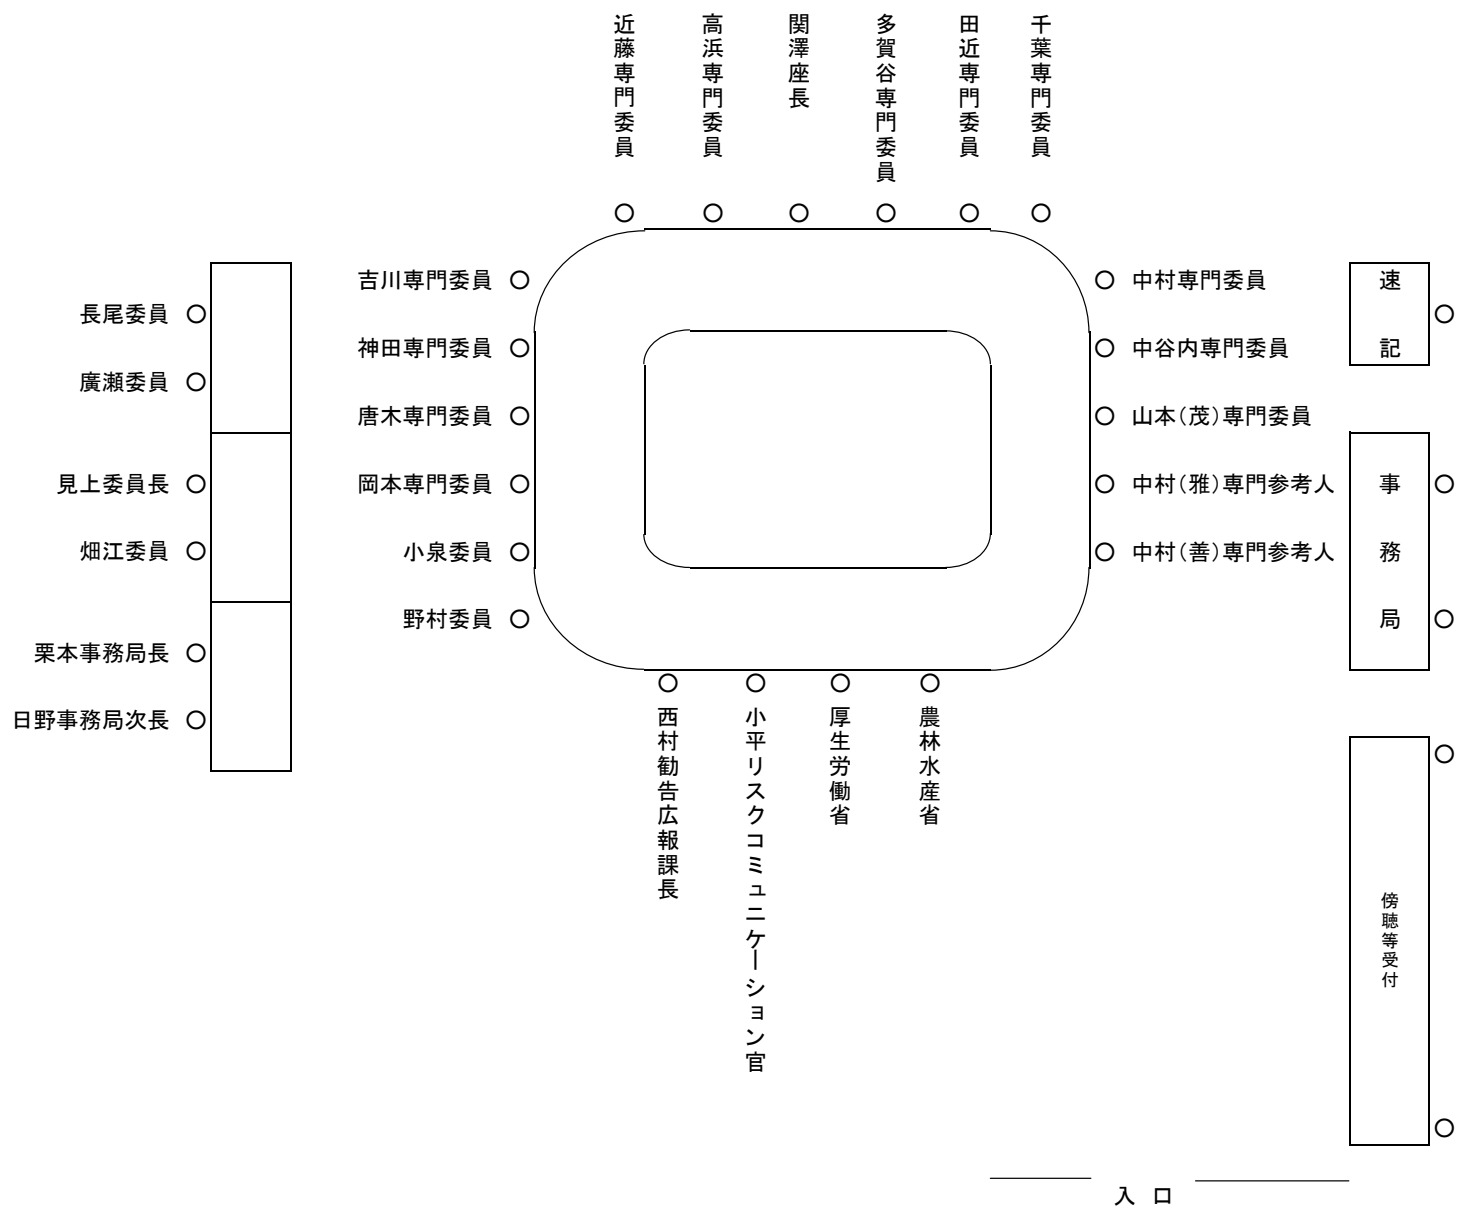 近藤専門委員
高浜専門委員
関澤座長
多賀谷専門委員
田近専門委員
千葉専門委員
長尾委員
廣瀬委員
見上委員長
畑江委員
栗本事務局長
日野事務局次長
吉川専門委員
神田専門委員
唐木専門委員
岡本専門委員
小泉委員
野村委員
中村専門委員
中谷内専門委員
山本（茂）専門委員
中村（雅）専門参考人
中村（善）専門参考人
速記
事務局
西村勧告広報課長
小平リスクコミュニケーション官
厚生労働省
農林水産省
傍聴等受付
入 口